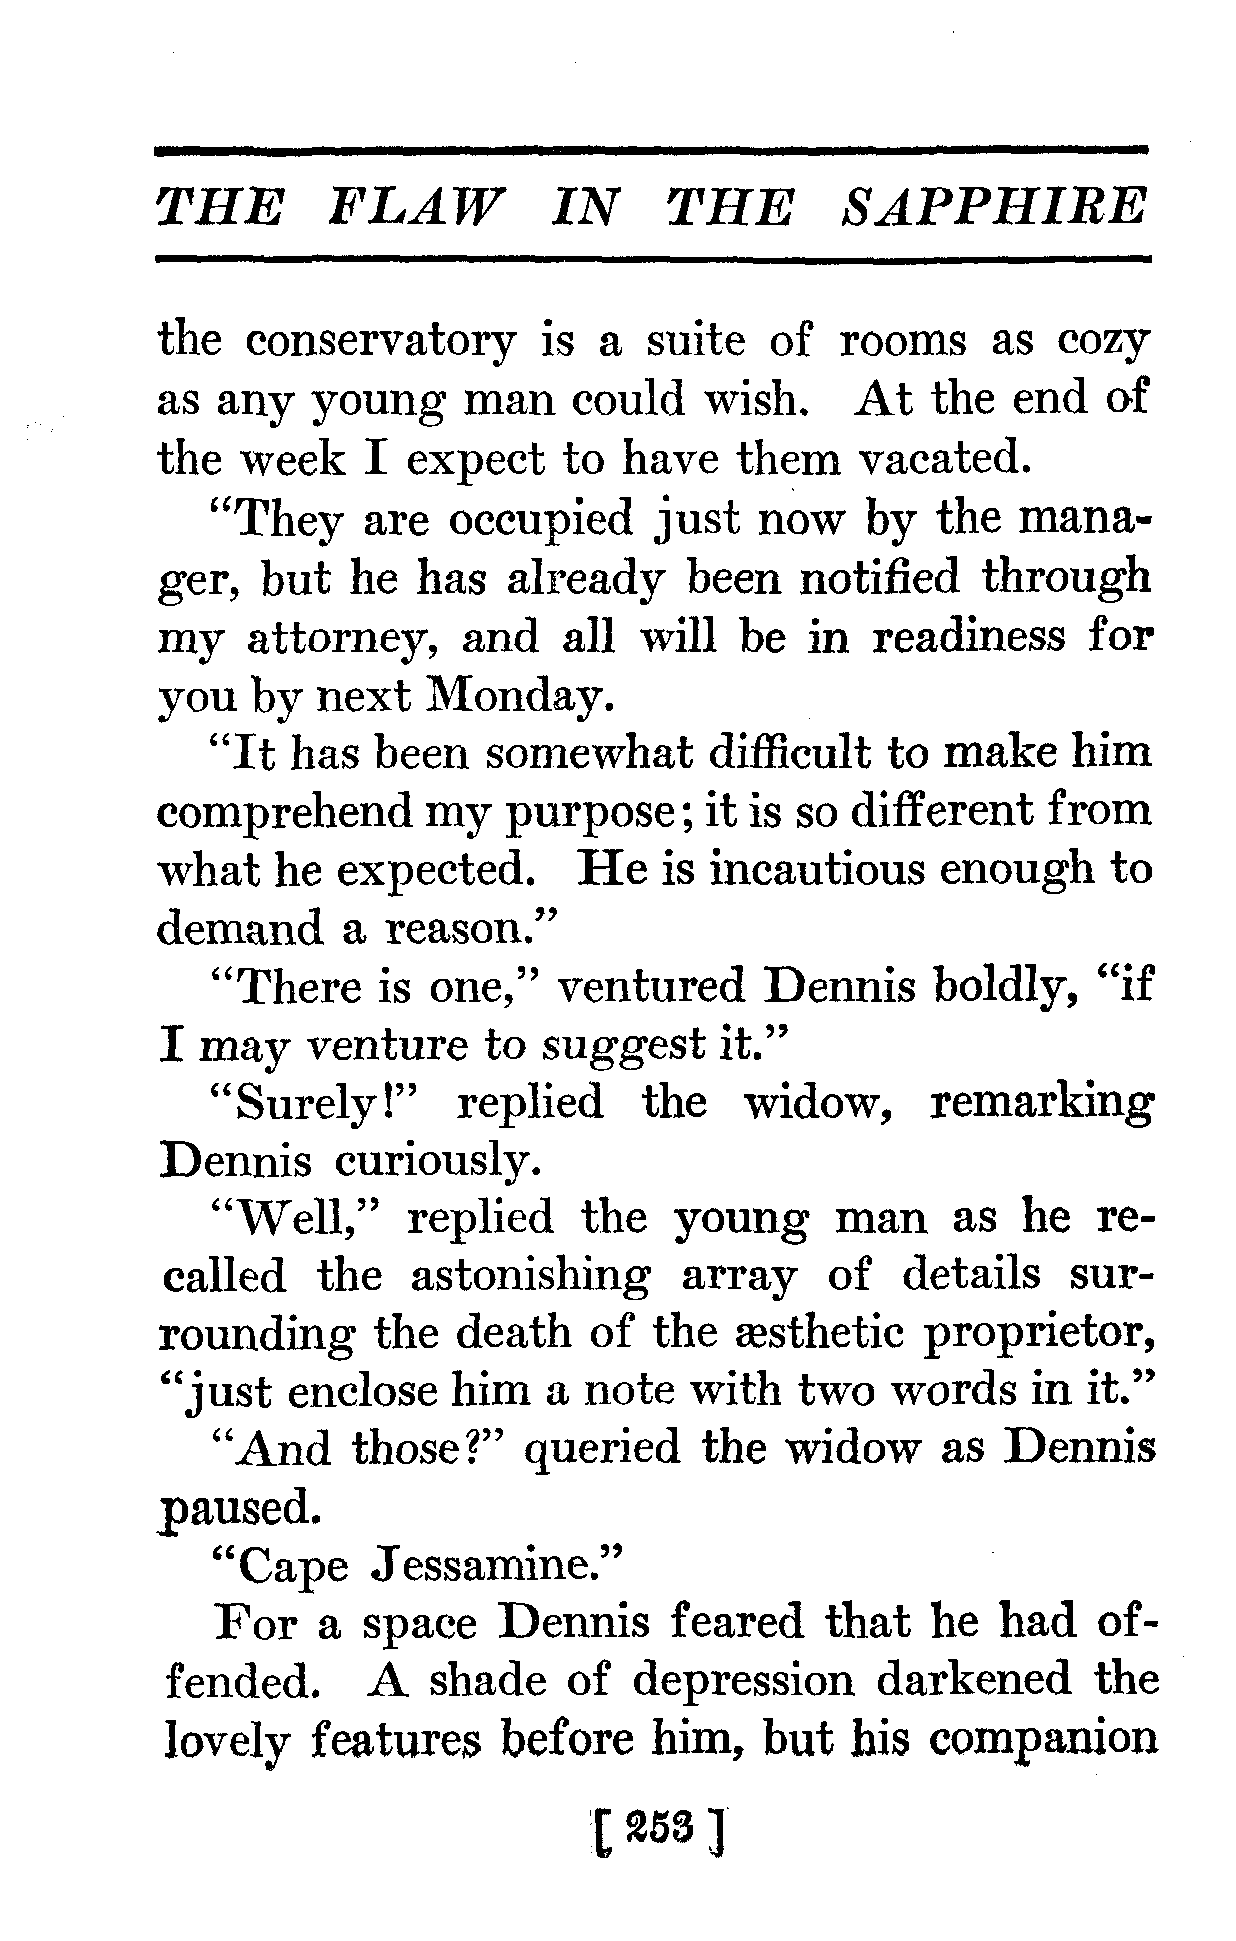 THE FLAW IN THE SAPPHIRE
the conservatory is a suite of rooms as cozy
as any young man could wish. At the end of
the week I expect to have them vacated.
"They are occupied just now by the mana-
ger, but he has already been notified through
my attorney, and all will be in readiness for
you by next Monday.
"It has been somewhat difficult to make him
comprehend my purpose; it is so different from
what he expected. He is incautious enough to
demand a reason."
"There is one," ventured Dennis boldly, "if
I may venture to suggest it."
"Surely!" replied the widow, remarking
Dennis curiously.
"Well," replied the young man as he re-
called the astonishing array of details sur-
rounding the death of the æsthetic proprietor,
"just enclose him a note with two words in it."
"And those?" queried the widow as Dennis
paused.
"Cape Jessamine."
For a space Dennis feared that he had of-
fended. A shade of depression darkened the
lovely features before him, but his companion
[ 253 ]